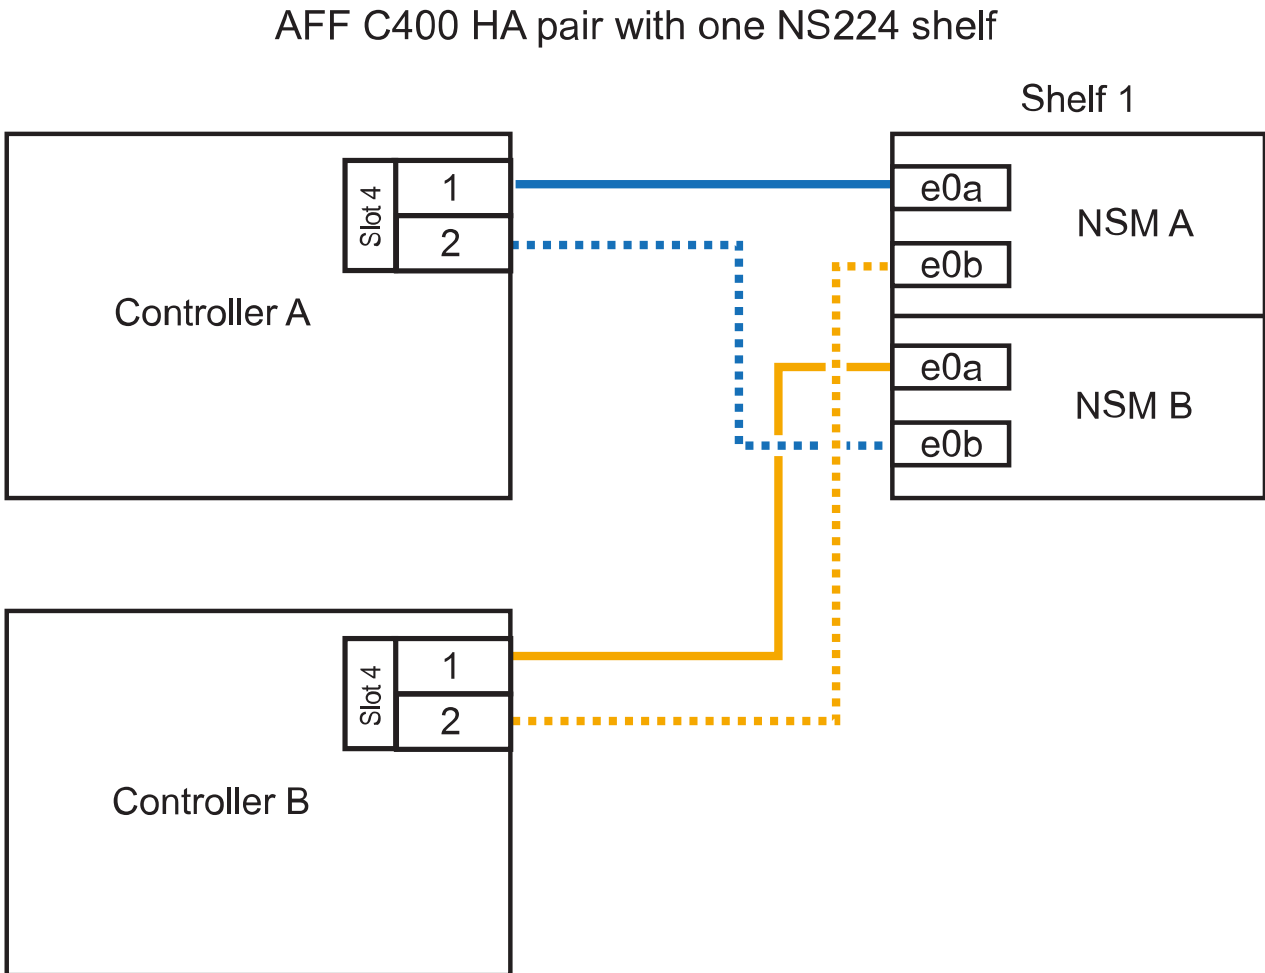 AFF C400 HA pair with one NS224 shelf
Shelf 1
Slot 4
1
2
Controller A
e0a
e0b
NSM A
e0a
e0b
NSM B
Slot 4
1
2
Controller B